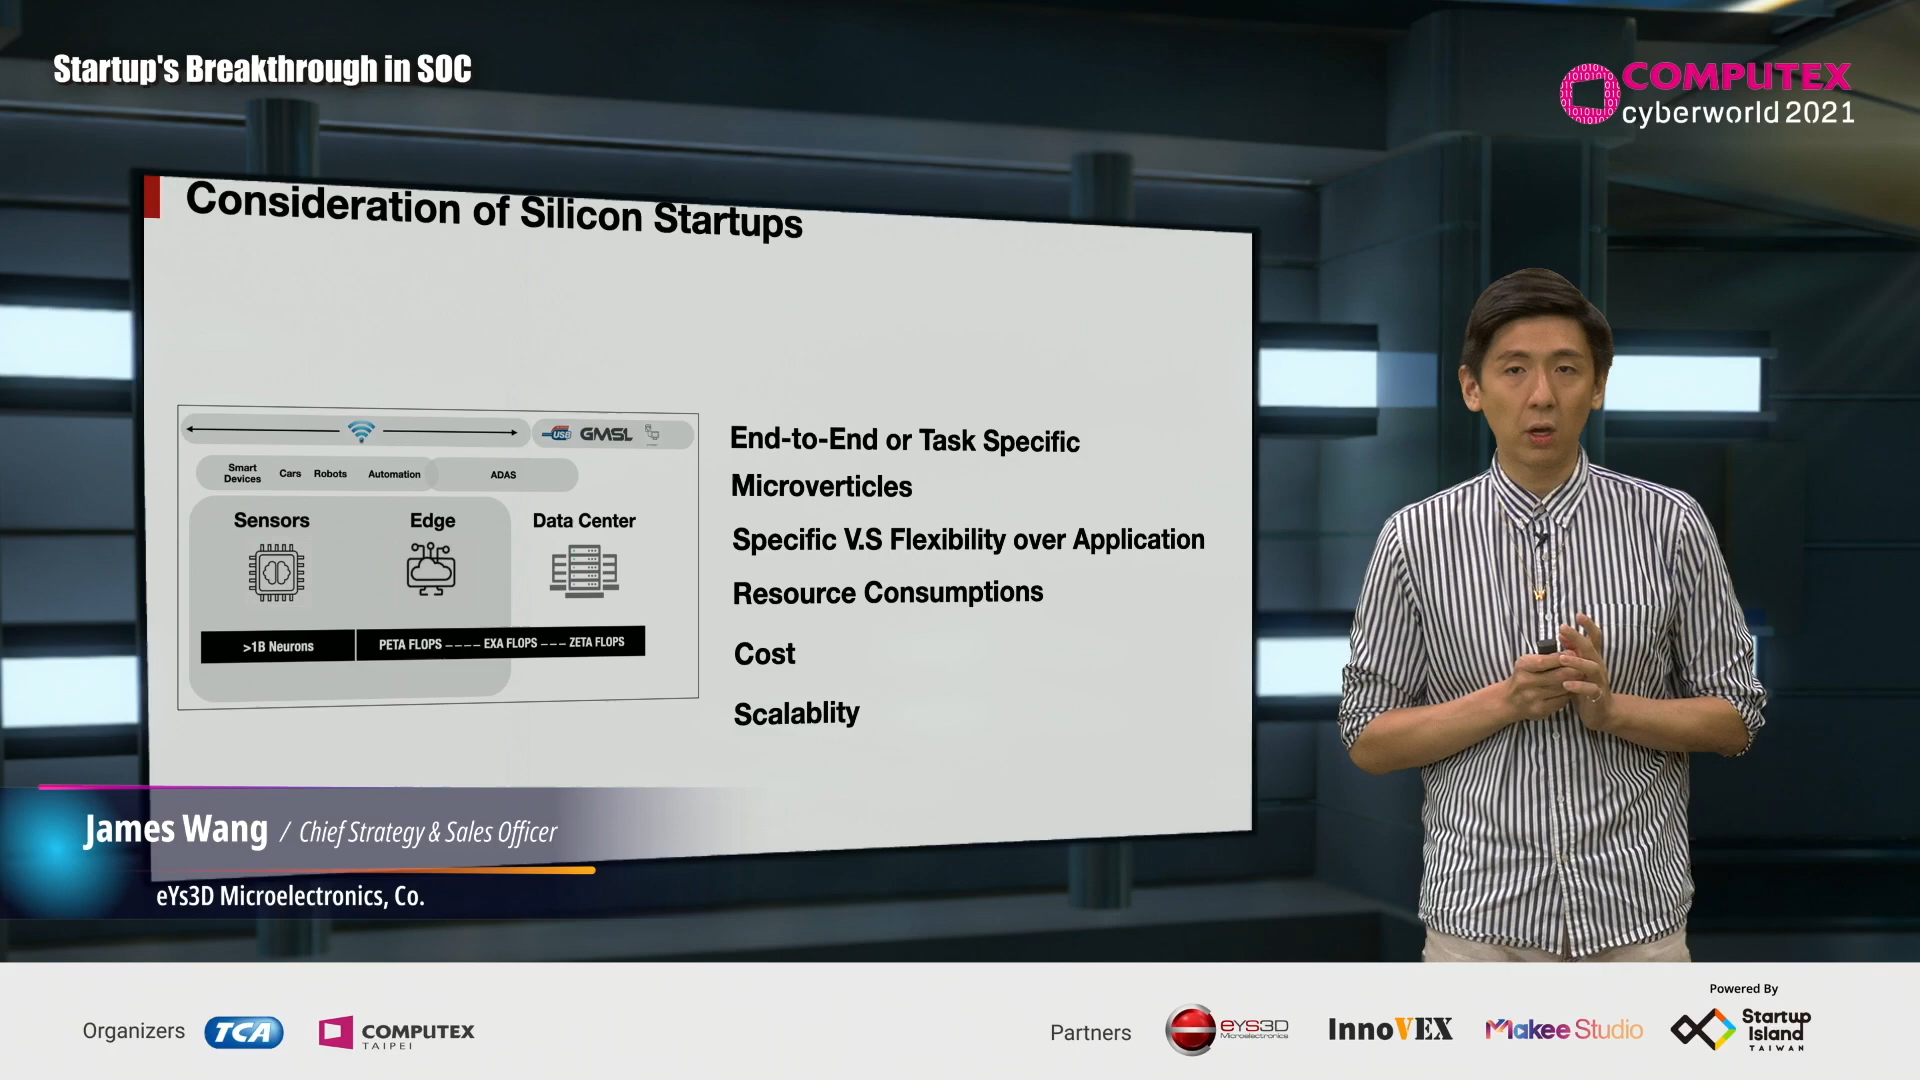 Startup's Breakthrough in SOC
COMPUTEX
cyberworld 2021
Consideration of Silicon Startups
USB GMSL
Smart Devices Cars Robots Automation ADAS
Sensors Edge Data Center
>1B Neurons PETA FLOPS ---- EXA FLOPS --- ZETA FLOPS
End-to-End or Task Specific
Microverticles
Specific V.S Flexibility over Application
Resource Consumptions
Cost
Scalablity
James Wang / Chief Strategy & Sales Officer
eYs3D Microelectronics, Co.
Organizers
TCA
COMPUTEX
TAIPEI
Partners
eYS3D
Microelectronics
InnoVEX
Makee Studio
Powered By
Startup
Island
TAIWAN